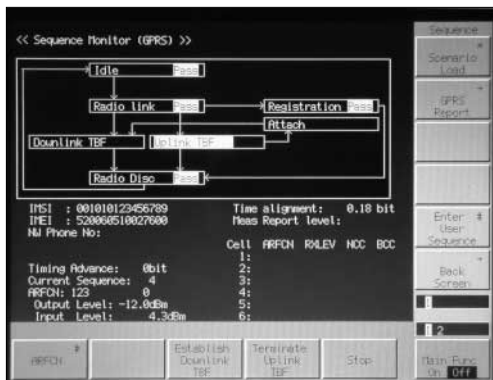 Sequence
<< Sequence Monitor (GPRS) >>
*
Scenario
Load
Idle Pass
GPRS
Report
Radio link Pass
Registration Pass
Attach
Downlink TBF
Uplink TBF
Radio Disc Pass
IMSI : 001010123456789
Time alignment: 0.18 bit
IMEI : 520060510027600
Meas Report level:
NW Phone No:
Enter #
User
Sequence
Cell ARFCN RXLEV NCC BCC
1:
Timing Advance: 0bit
2:
Current Sequence: 4
3:
ARFCN: 123 0
4:
Output Level: -12.0dBm
5:
Input Level: 4.3dBm
6:
Back
Screen
1
1 2
ARFCN #
Establish
Downlink
TBF
Terminate
Uplink
TBF
Stop
Main Func
On Off